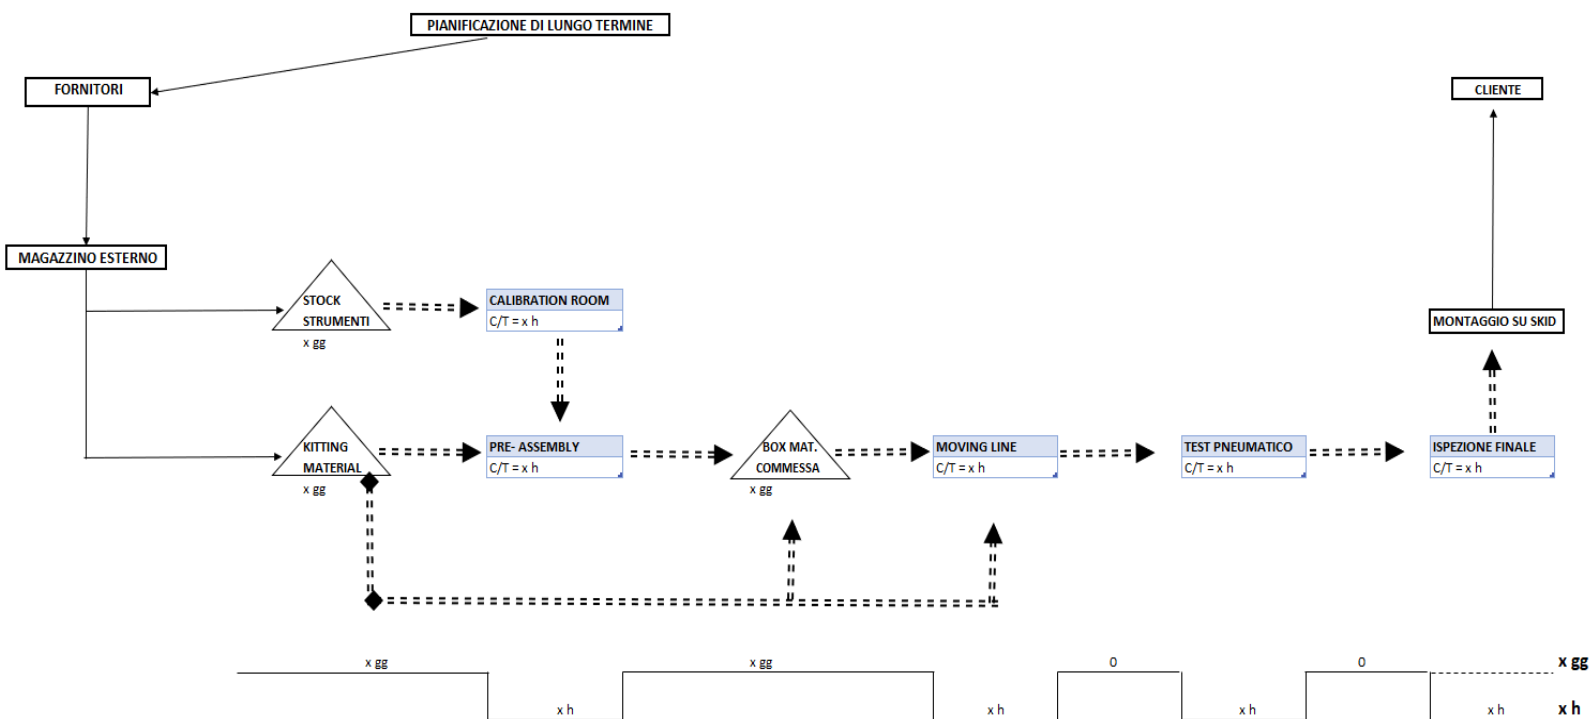 PIANIFICAZIONE DI LUNGO TERMINE
FORNITORI
CLIENTE
MAGAZZINO ESTERNO
STOCK
STRUMENTI
x gg
CALIBRATION ROOM
C/T = x h
MONTAGGIO SU SKID
KITTING
MATERIAL
x gg
PRE- ASSEMBLY
C/T = x h
BOX MAT.
COMMESSA
x gg
MOVING LINE
C/T = x h
TEST PNEUMATICO
C/T = x h
ISPEZIONE FINALE
C/T = x h
x gg
x gg
0
0
x gg
x h
x h
x h
x h
x h